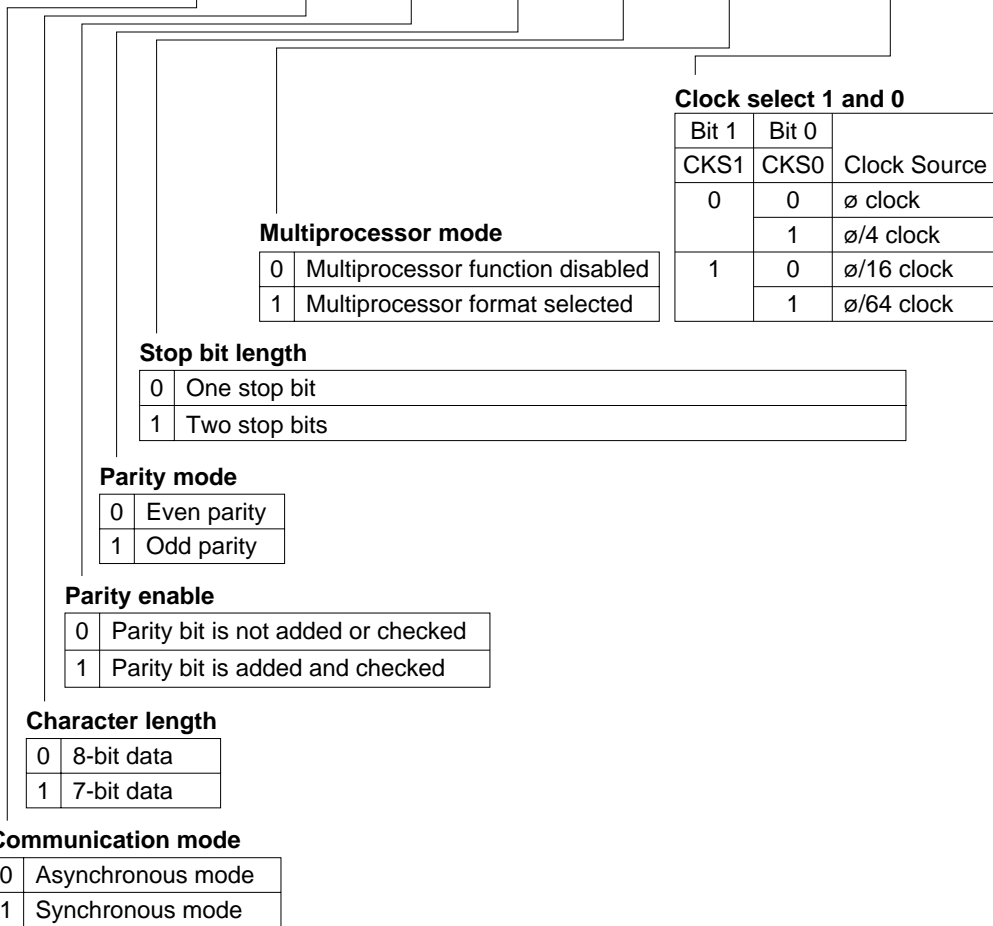 Clock select 1 and 0
Bit 1 Bit 0
CKS1 CKS0 Clock Source
0 0 ø clock
1 ø/4 clock
1 0 ø/16 clock
1 ø/64 clock
Multiprocessor mode
0 Multiprocessor function disabled
1 Multiprocessor format selected
Stop bit length
0 One stop bit
1 Two stop bits
Parity mode
0 Even parity
1 Odd parity
Parity enable
0 Parity bit is not added or checked
1 Parity bit is added and checked
Character length
0 8-bit data
1 7-bit data
Communication mode
0 Asynchronous mode
1 Synchronous mode